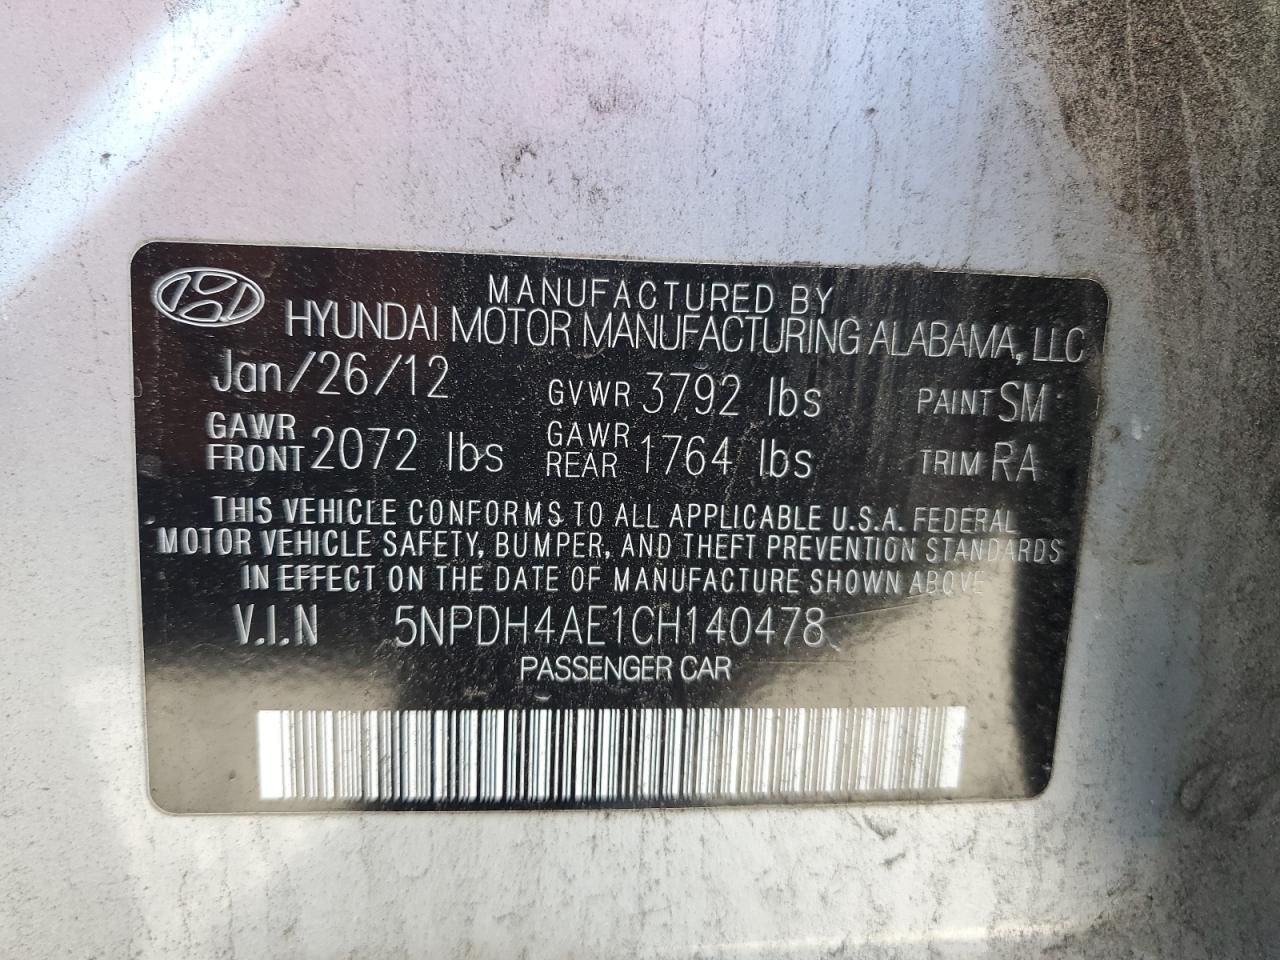 MANUFACTURED BY
HYUNDAI MOTOR MANUFACTURING ALABAMA, LLC
Jan/26/12 GVWR 3792 lbs PAINT SM
GAWR FRONT 2072 lbs GAWR REAR 1764 lbs TRIM RA
THIS VEHICLE CONFORMS TO ALL APPLICABLE U.S.A. FEDERAL
MOTOR VEHICLE SAFETY, BUMPER, AND THEFT PREVENTION STANDARDS
IN EFFECT ON THE DATE OF MANUFACTURE SHOWN ABOVE
V.I.N 5NPDH4AE1CH140478
PASSENGER CAR